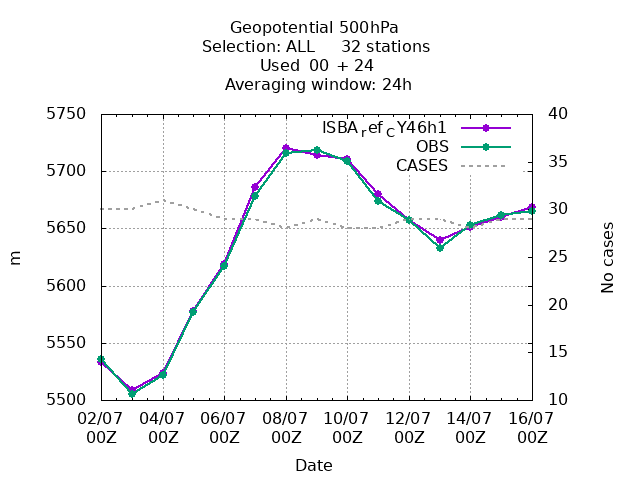 Geopotential 500hPa
Selection: ALL 32 stations
Used 00 + 24
Averaging window: 24h
5750 40
ISBArefCY46h1
OBS
CASES
5700 35
5650 30
m
No cases
25
5600
20
5550
15
5500 10
02/07 04/07 06/07 08/07 10/07 12/07 14/07 16/07
00Z 00Z 00Z 00Z 00Z 00Z 00Z 00Z
Date